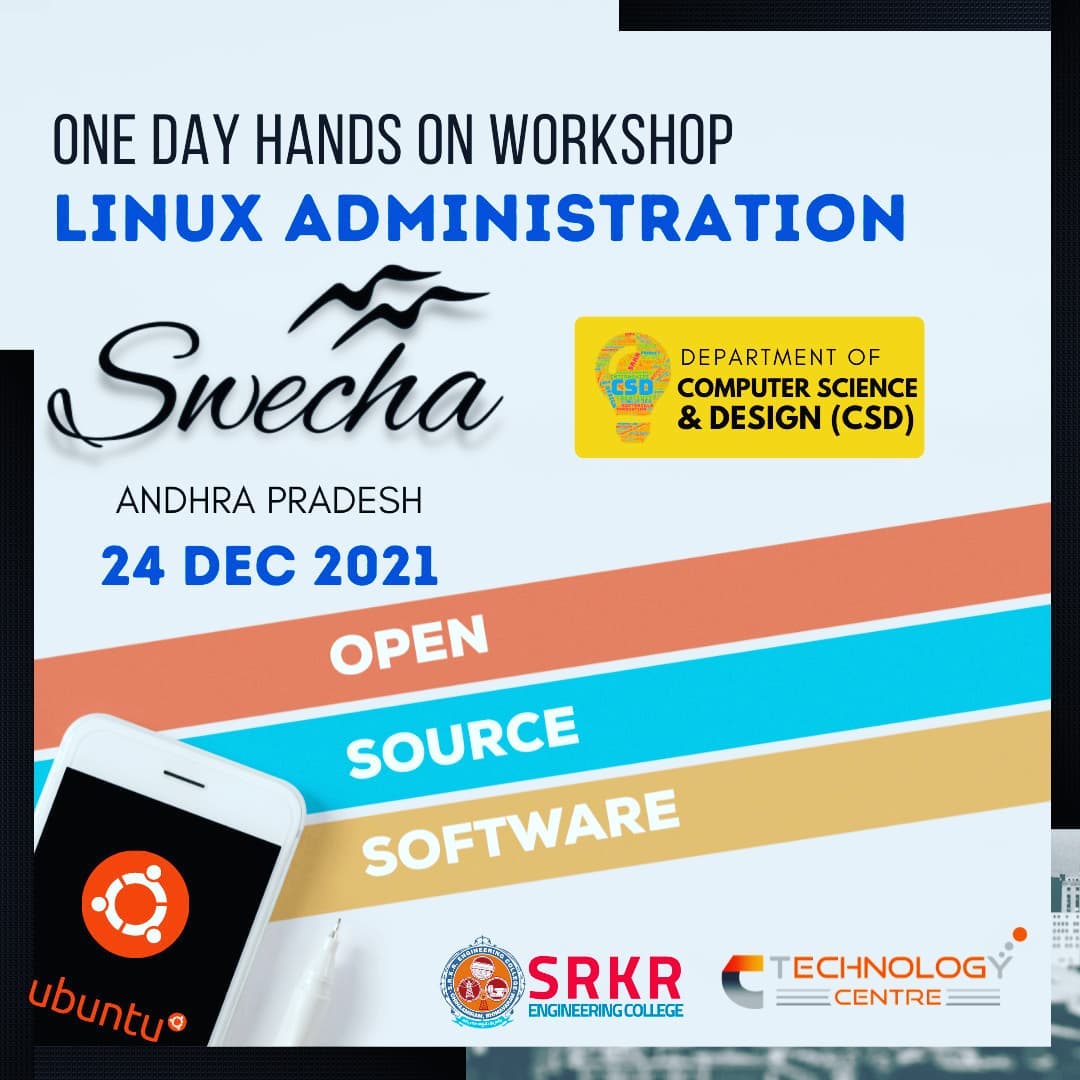 ONE DAY HANDS ON WORKSHOP
LINUX ADMINISTRATION
Swecha
ANDHRA PRADESH
24 DEC 2021
CSD
DEPARTMENT OF
COMPUTER SCIENCE
& DESIGN (CSD)
OPEN
SOURCE
SOFTWARE
ubuntu
SRKR
ENGINEERING COLLEGE
TECHNOLOGY
CENTRE